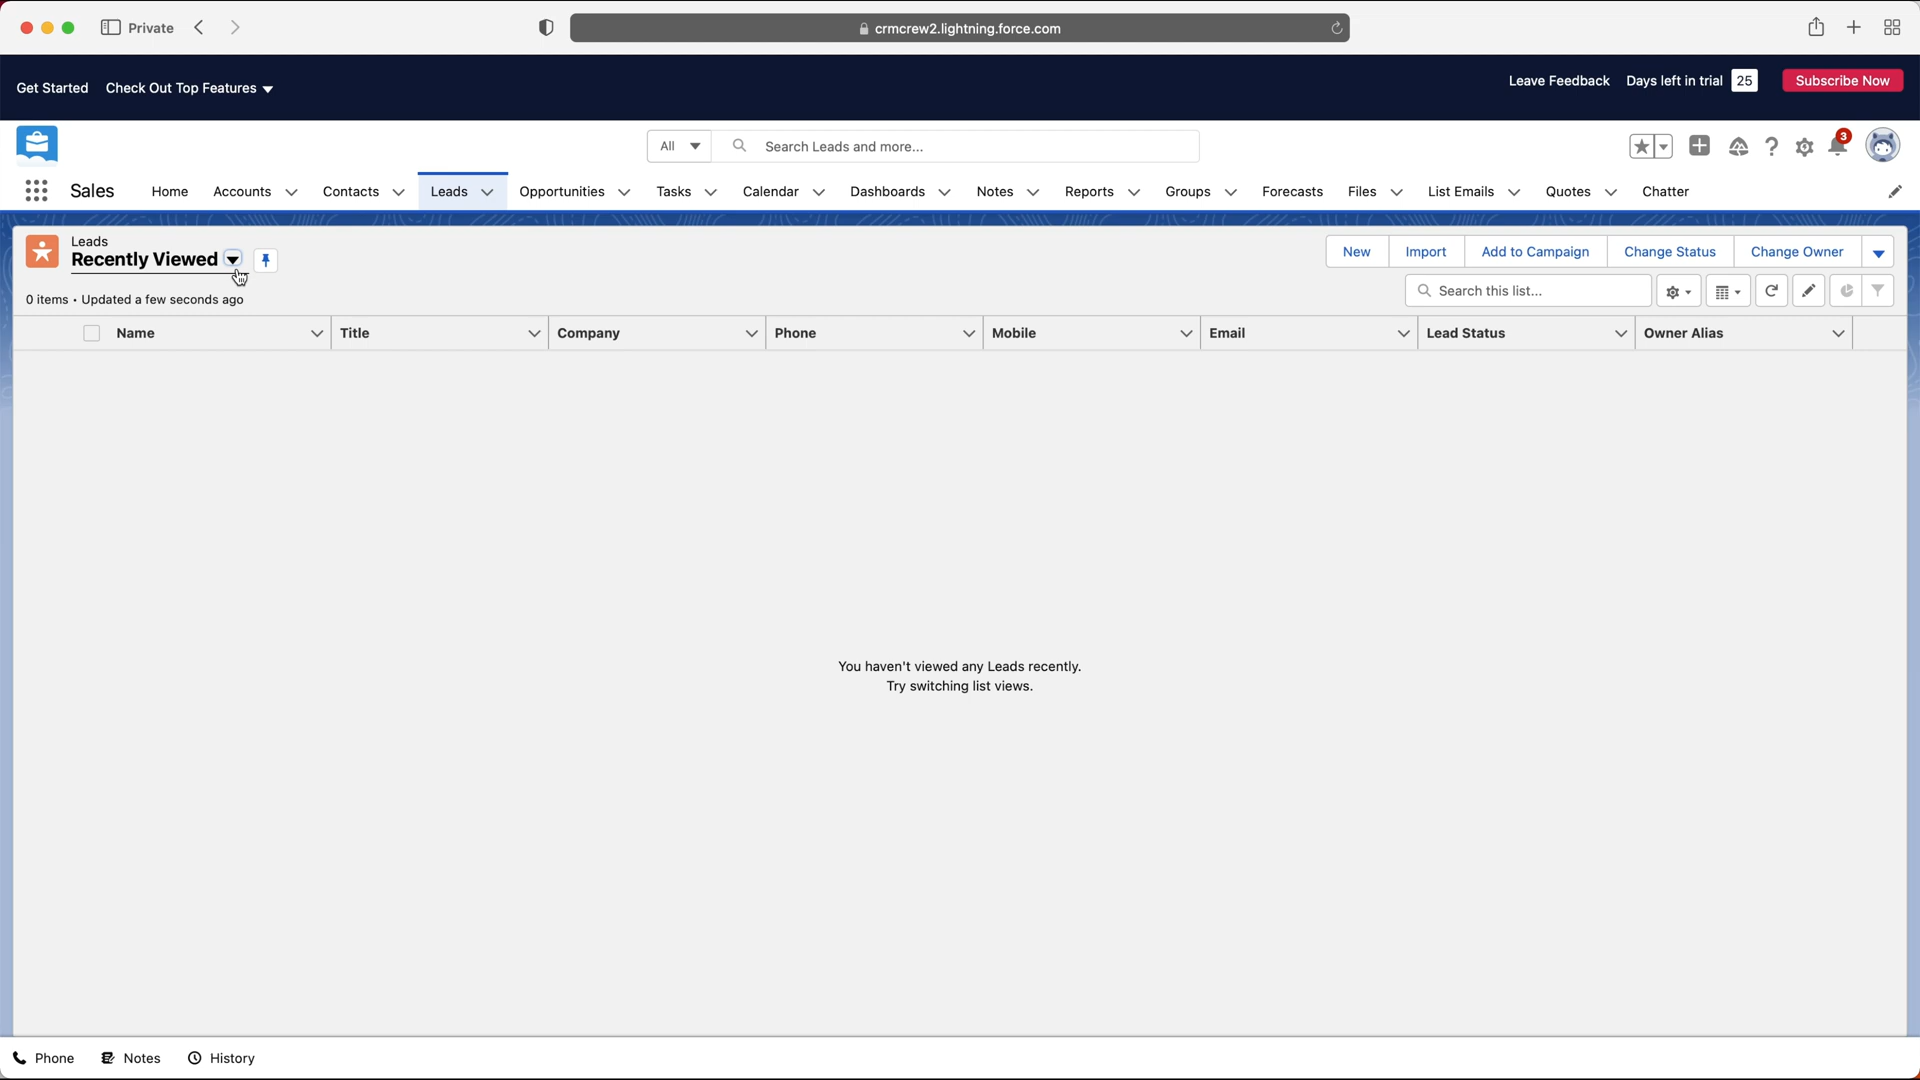 Private
crmcrew2.lightning.force.com
Get Started Check Out Top Features
Leave Feedback Days left in trial 25 Subscribe Now
All Search Leads and more...
3
Sales Home Accounts Contacts Leads Opportunities Tasks Calendar Dashboards Notes Reports Groups Forecasts Files List Emails Quotes Chatter
Leads
Recently Viewed
New Import Add to Campaign Change Status Change Owner
0 items • Updated a few seconds ago
Search this list...
Name Title Company Phone Mobile Email Lead Status Owner Alias
You haven't viewed any Leads recently.
Try switching list views.
Phone Notes History